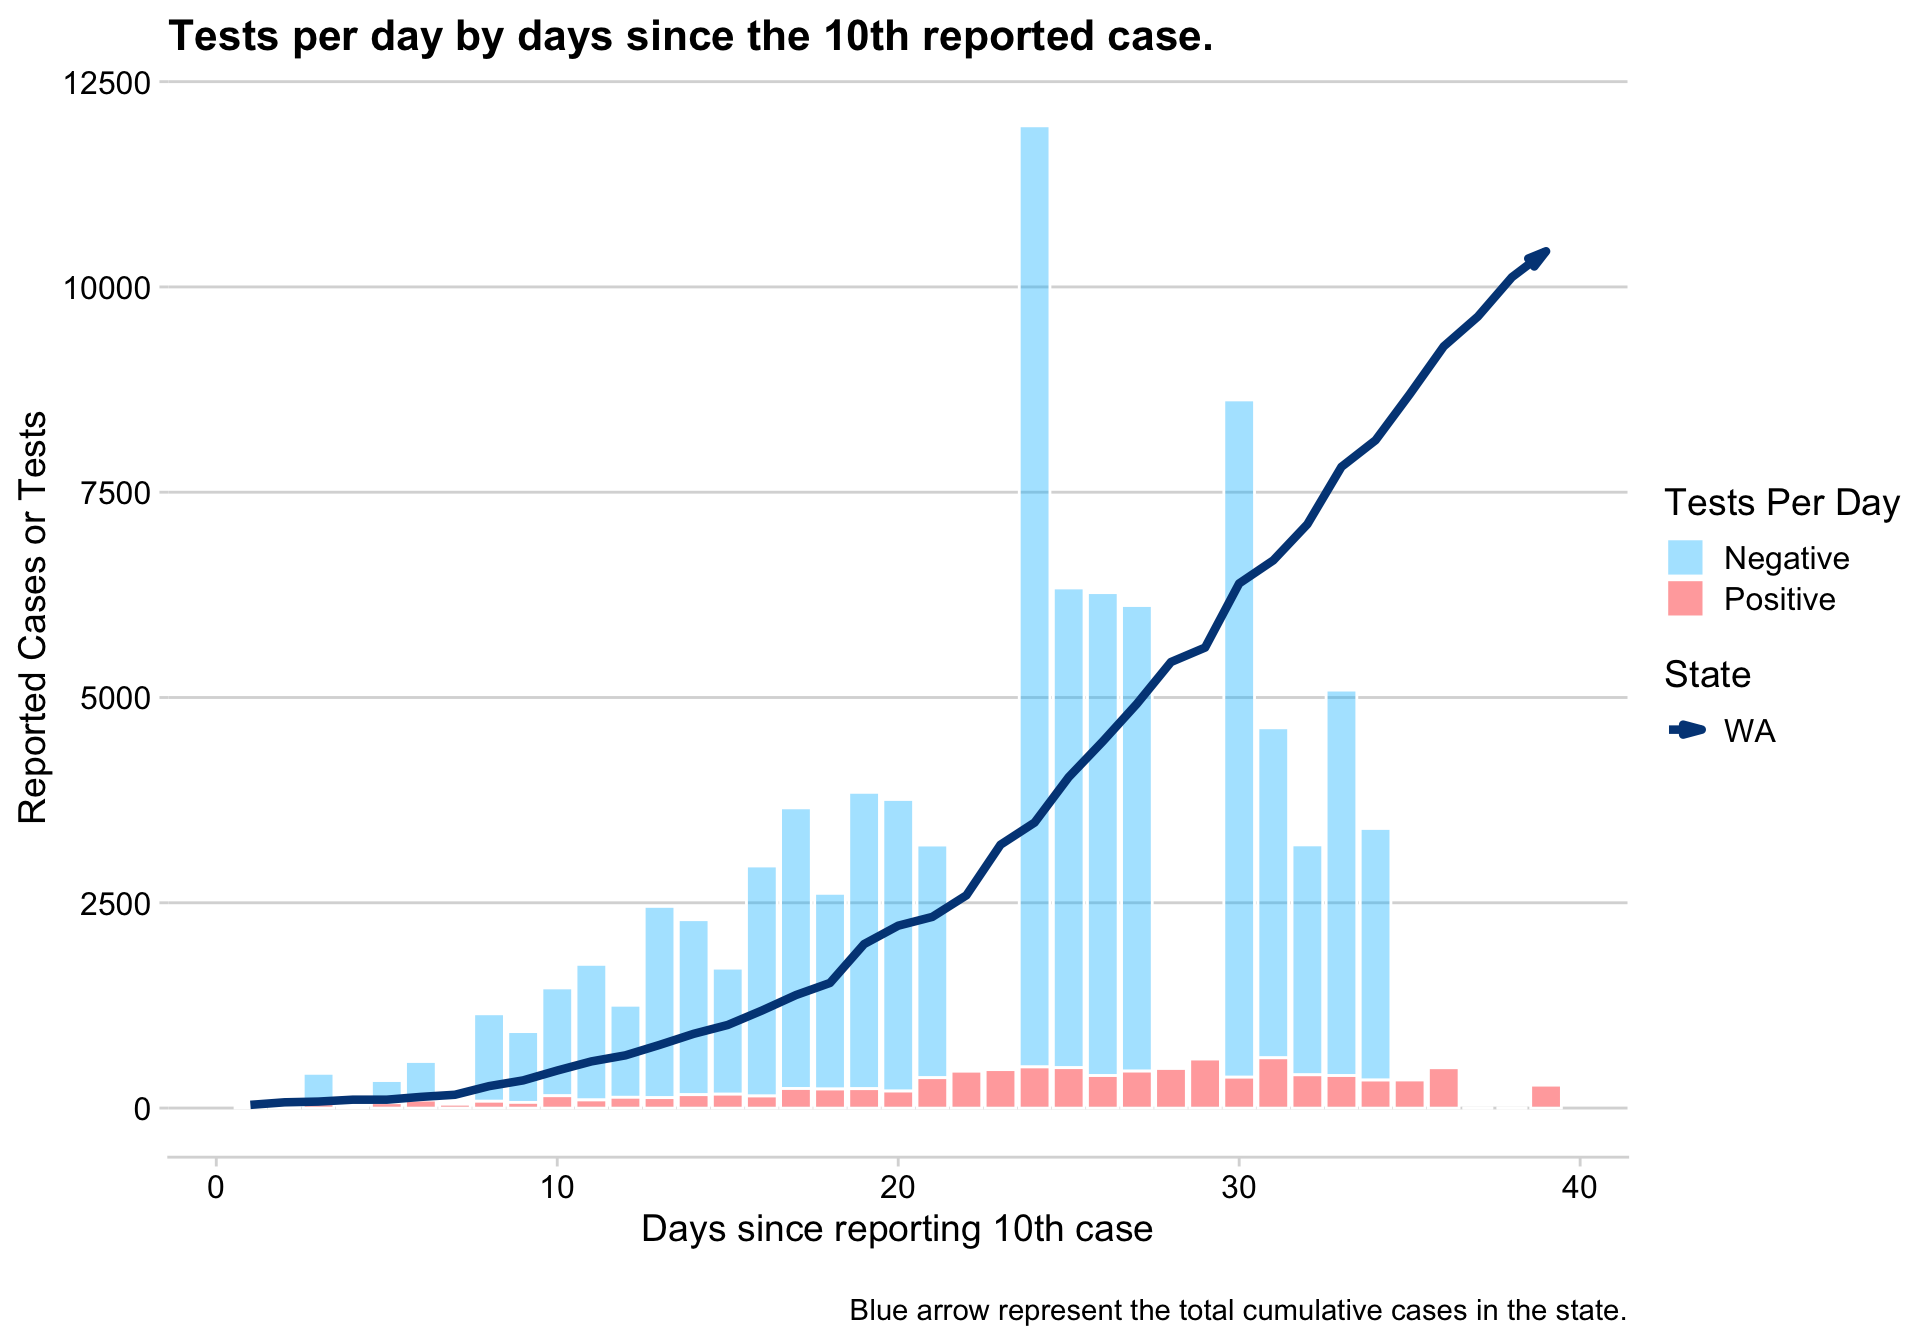 Tests per day by days since the 10th reported case.
12500
10000
7500
5000
2500
0
Reported Cases or Tests
0 10 20 30 40
Days since reporting 10th case
Tests Per Day
Negative
Positive
State
WA
Blue arrow represent the total cumulative cases in the state.